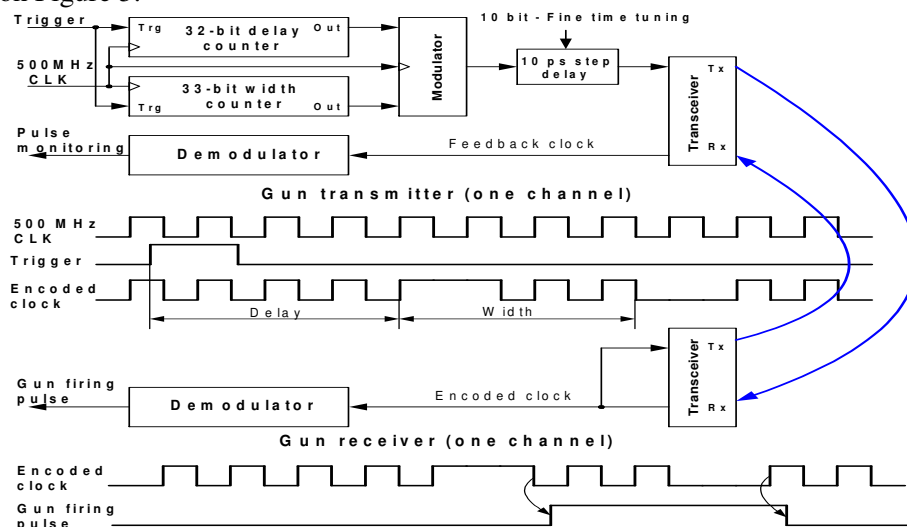 on Figure 3.
Trigger
Trg
32-bit delay counter
Out
500MHz CLK
33-bit width counter
Trg
Out
Modulator
10 bit - Fine time tuning
10 ps step delay
Transceiver
Tx
Rx
Pulse monitoring
Demodulator
Feedback clock
Gun transmitter (one channel)
500 MHz CLK
Trigger
Encoded clock
Delay
Width
Gun firing pulse
Demodulator
Encoded clock
Transceiver
Tx
Rx
Gun receiver (one channel)
Encoded clock
Gun firing pulse